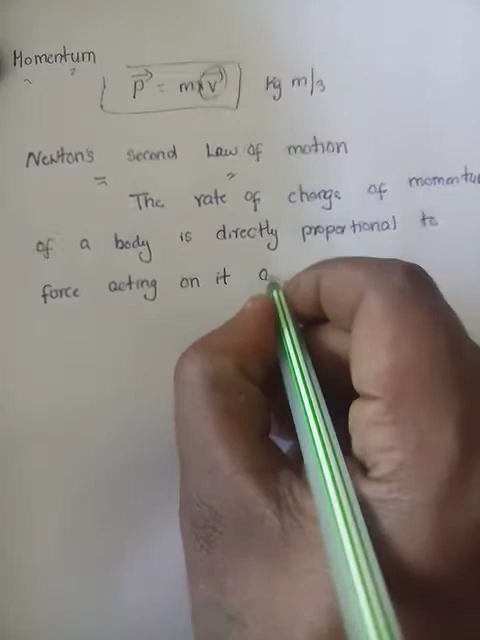 Momentum
p = m×v kg m/s
Newton's second Law of motion
The rate of change of momentu
of a body is directly proportional to
force acting on it a